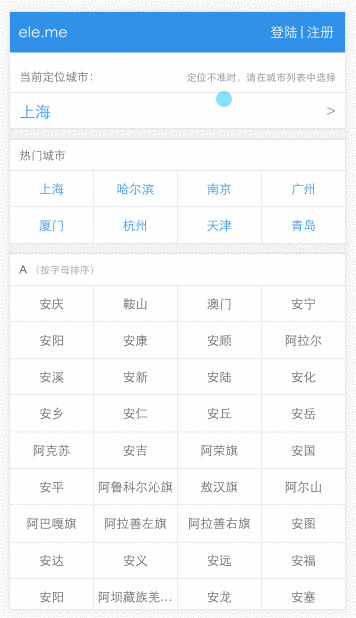 ele.me 登陆|注册
当前定位城市： 定位不准时，请在城市列表中选择
上海 >
热门城市
上海 哈尔滨 南京 广州
厦门 杭州 天津 青岛
A （按字母排序）
安庆 鞍山 澳门 安宁
安阳 安康 安顺 阿拉尔
安溪 安新 安陆 安化
安乡 安仁 安丘 安岳
阿克苏 安吉 阿荣旗 安国
安平 阿鲁科尔沁旗 敖汉旗 阿尔山
阿巴嘎旗 阿拉善左旗 阿拉善右旗 安图
安达 安义 安远 安福
安阳 阿坝藏族羌... 安龙 安塞